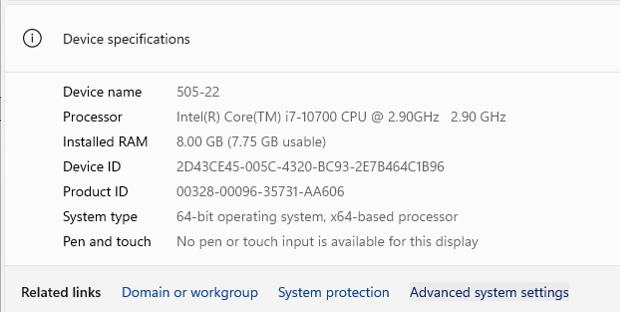 Device specifications
Device name 505-22
Processor Intel(R) Core(TM) i7-10700 CPU @ 2.90GHz 2.90 GHz
Installed RAM 8.00 GB (7.75 GB usable)
Device ID 2D43CE45-005C-4320-BC93-2E7B464C1B96
Product ID 00328-00096-35731-AA606
System type 64-bit operating system, x64-based processor
Pen and touch No pen or touch input is available for this display
Related links Domain or workgroup System protection Advanced system settings